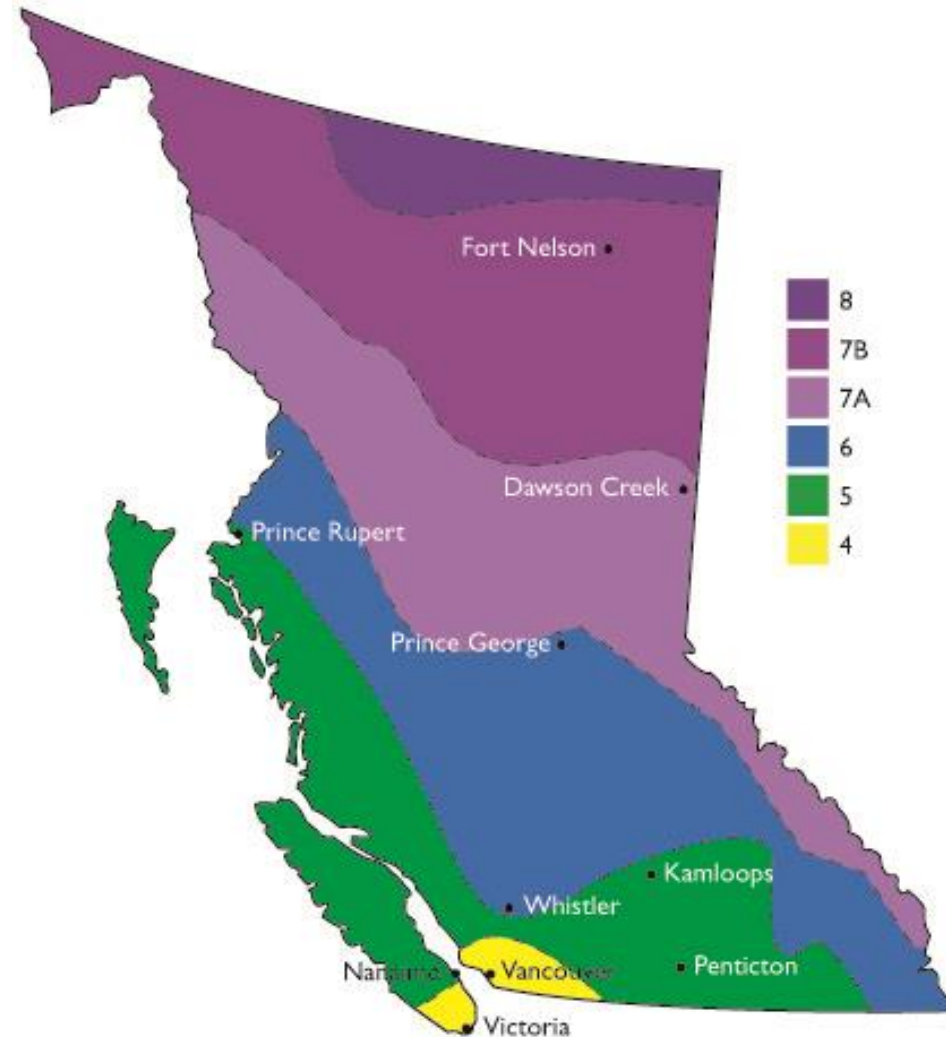 Fort Nelson
8
7B
7A
6
5
4
Dawson Creek
Prince Rupert
Prince George
Kamloops
Whistler
Nanaimo
Vancouver
Penticton
Victoria